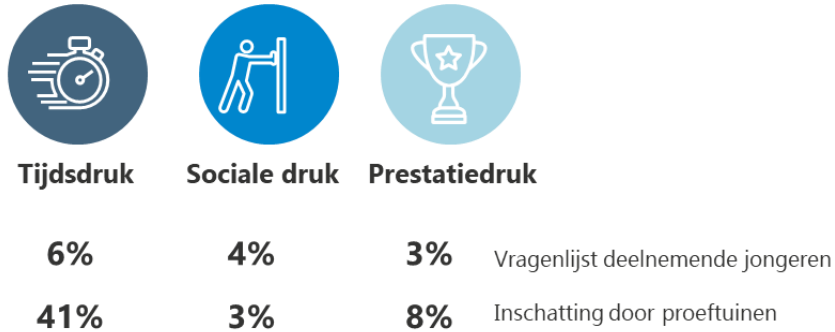 Tijdsdruk Sociale druk Prestatiedruk
6% 4% 3% Vragenlijst deelnemende jongeren
41% 3% 8% Inschatting door proeftuinen